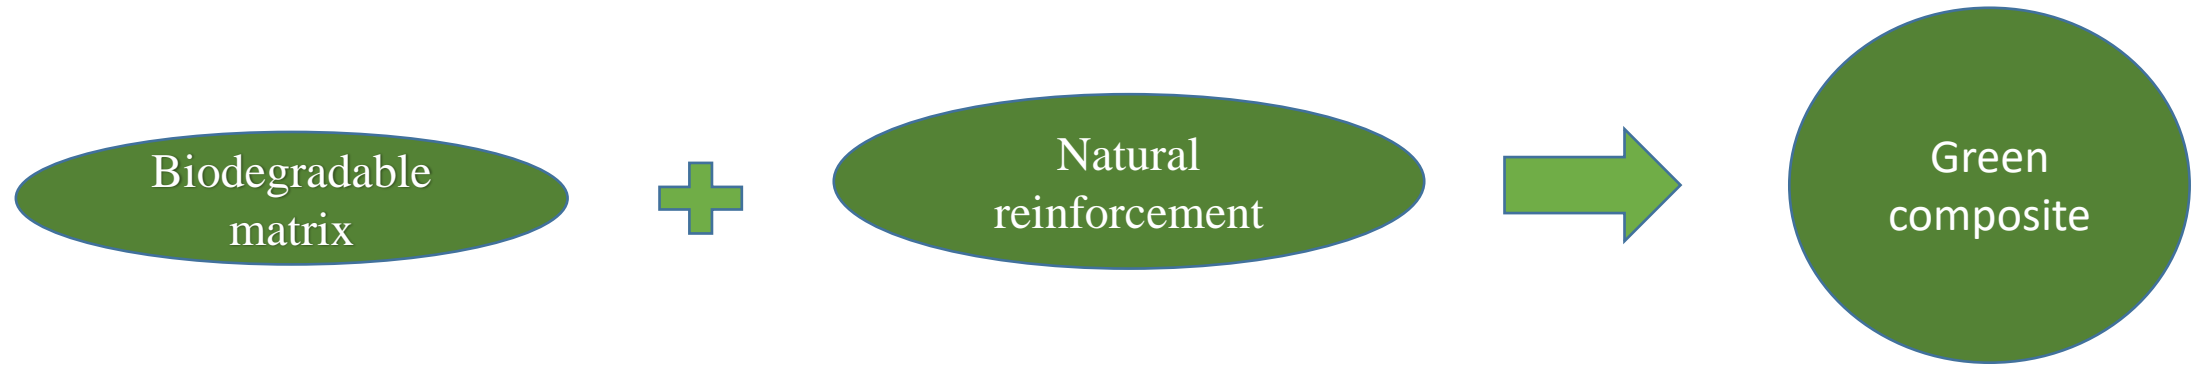 Biodegradable
matrix
Natural
reinforcement
Green
composite